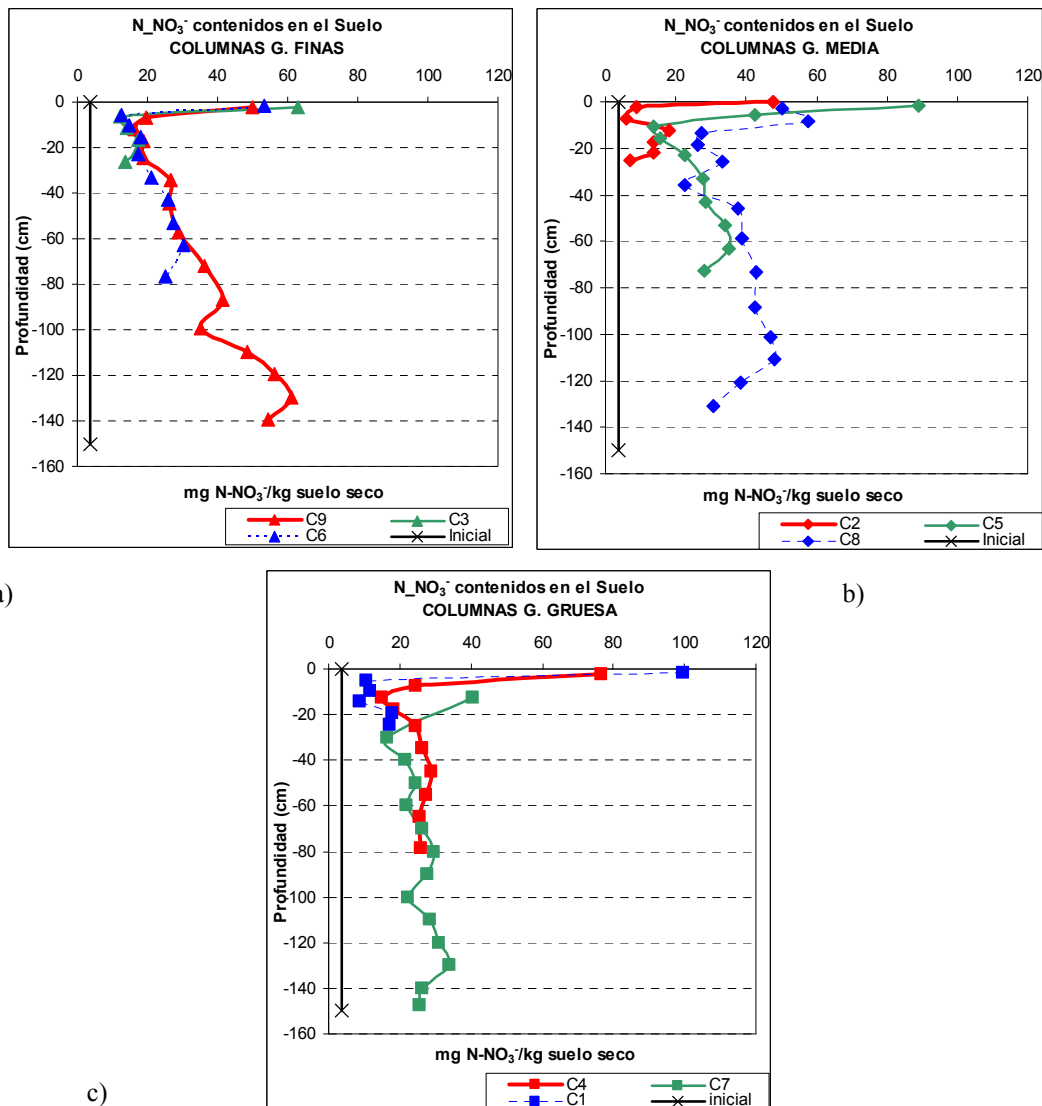 N_NO₃⁻ contenidos en el Suelo
COLUMNAS G. FINAS
0 20 40 60 80 100 120
0
-20
-40
-60
-80
-100
-120
-140
-160
Profundidad (cm)
mg N-NO₃⁻/kg suelo seco
C9 C3
C6 Inicial
a)
N_NO₃⁻ contenidos en el Suelo
COLUMNAS G. MEDIA
0 20 40 60 80 100 120
0
-20
-40
-60
-80
-100
-120
-140
-160
Profundidad (cm)
mg N-NO₃⁻/kg suelo seco
C2 C5
C8 Inicial
b)
N_NO₃⁻ contenidos en el Suelo
COLUMNAS G. GRUESA
0 20 40 60 80 100 120
0
-20
-40
-60
-80
-100
-120
-140
-160
Profundidad (cm)
mg N-NO₃⁻/kg suelo seco
C4 C7
C1 inicial
c)